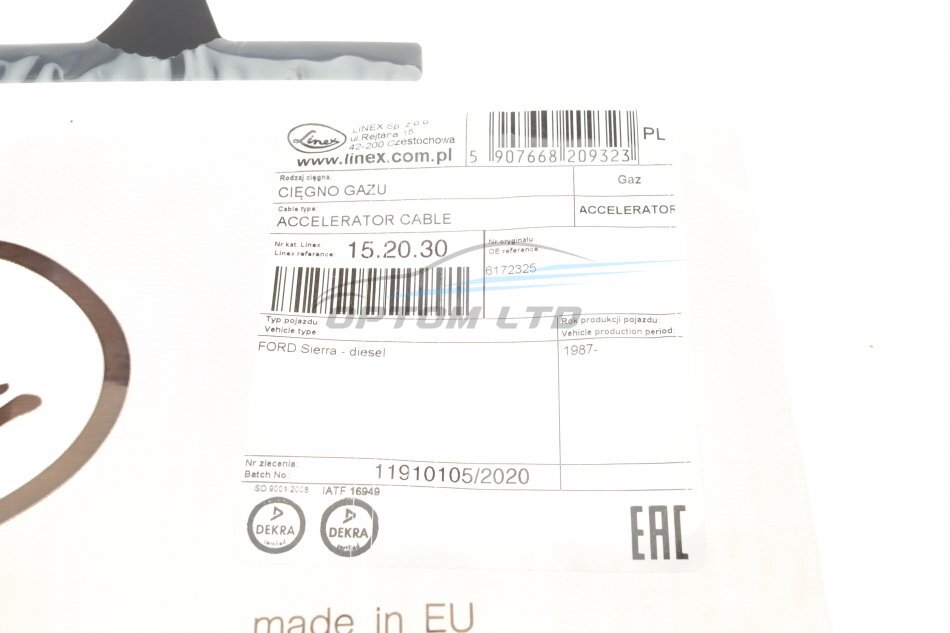 Linex
LINEX Sp. z o.o.
ul.Rejtana 16
42-200 Częstochowa
www.linex.com.pl
5 907668 209323
PL
Rodzaj cięgna:
CIĘGNO GAZU
Gaz
Cable type:
ACCELERATOR CABLE
ACCELERATOR
Nr kat. Linex:
Linex reference:
15.20.30
Nr oryginału
OE reference
6172325
OPTOM LTD
Typ pojazdu:
Vehicle type:
Rok produkcji pojazdu:
Vehicle production period:
FORD Sierra - diesel
1987-
Nr zlecenia:
Batch No:
11910105/2020
ISO 9001:2008
IATF 16949
DEKRA
DEKRA
EAC
made in EU